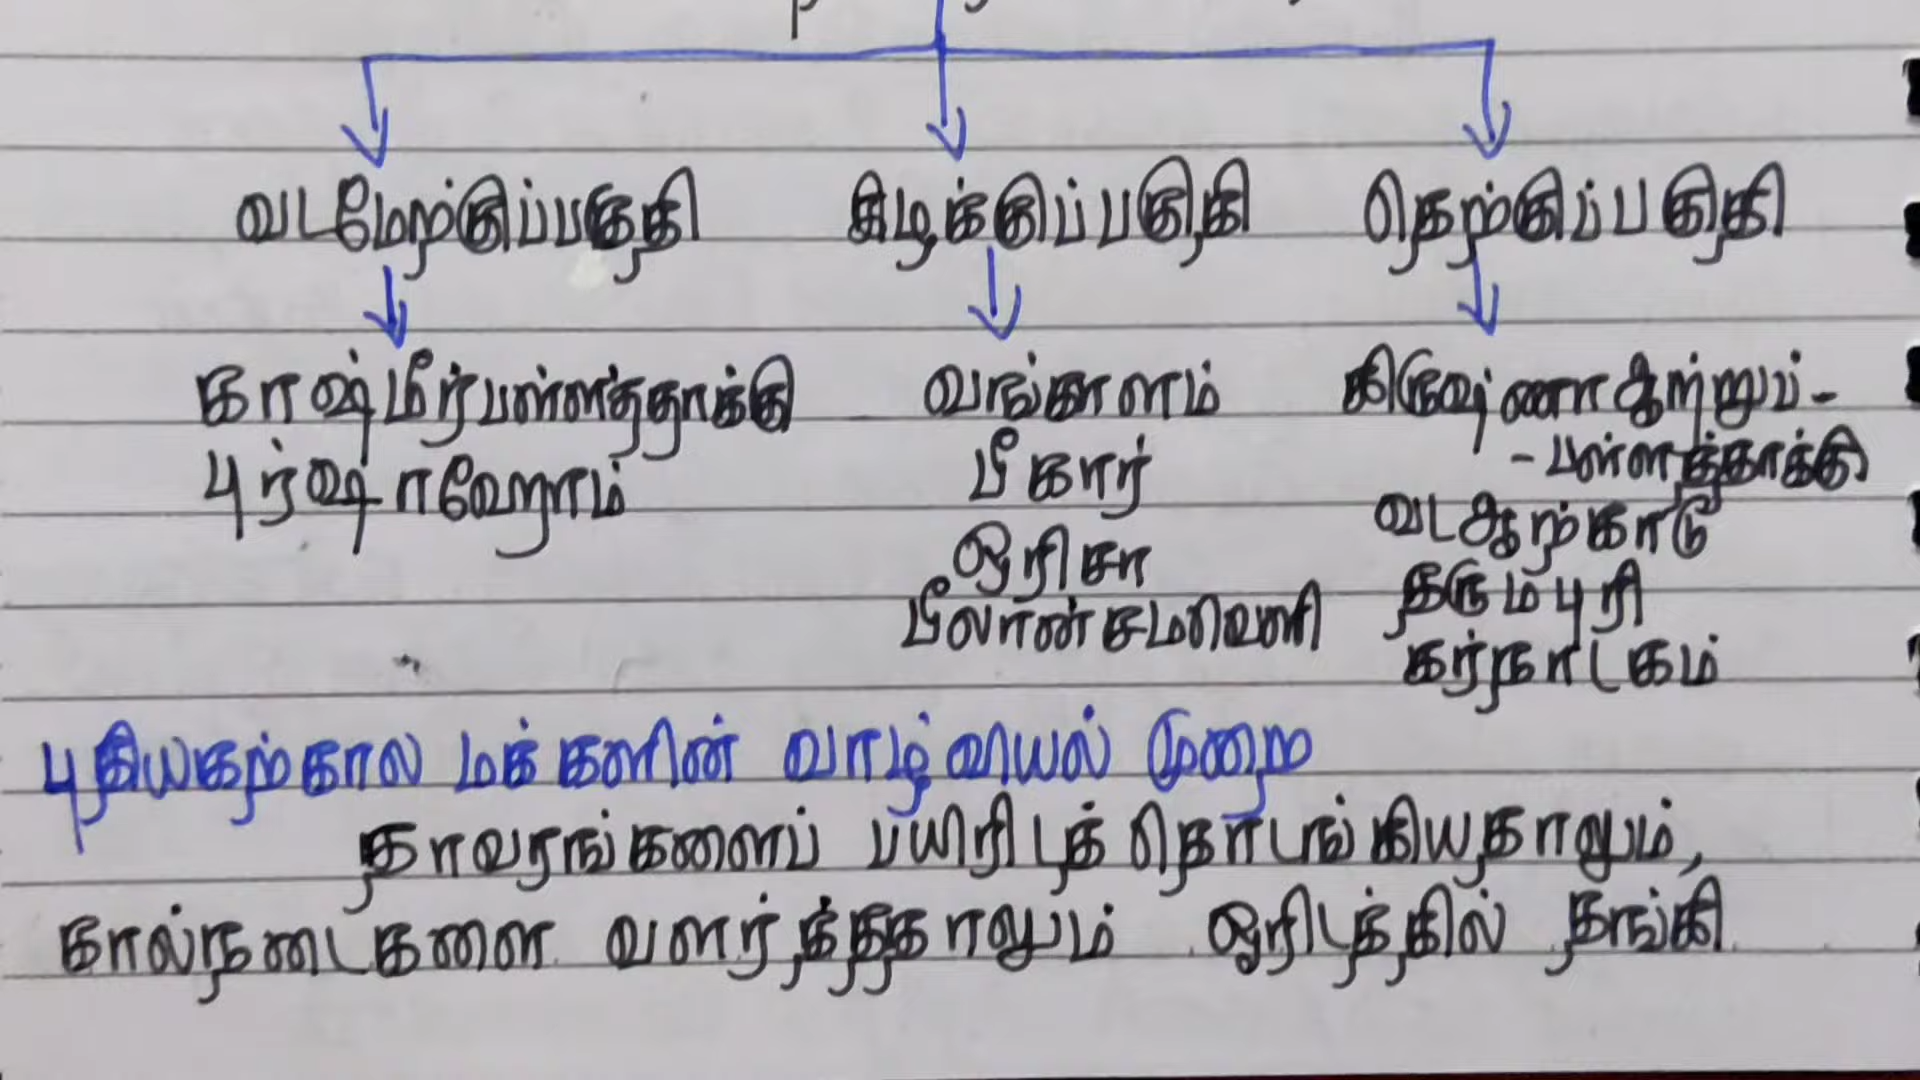 வடமேற்குப்பகுதி கிழக்குப்பகுதி தெற்குப்பகுதி
காஷ்மீர்பள்ளத்தாக்கு வங்காளம் கிருஷ்ணாஆற்றுப்-
புர்ஷாவேறாம் பீகார் -பள்ளத்தாக்கு
ஒரிசா வடஆற்காடு
பீலான்சமவெளி தருமபுரி
கர்நாடகம்
புதியகற்கால மக்களின் வாழ்வியல் முறை
தாவரங்களைப் பயிரிடத் தொடங்கியதாலும்,
கால்நடைகளை வளர்த்ததாலும் ஒரிடத்தில் தங்கி